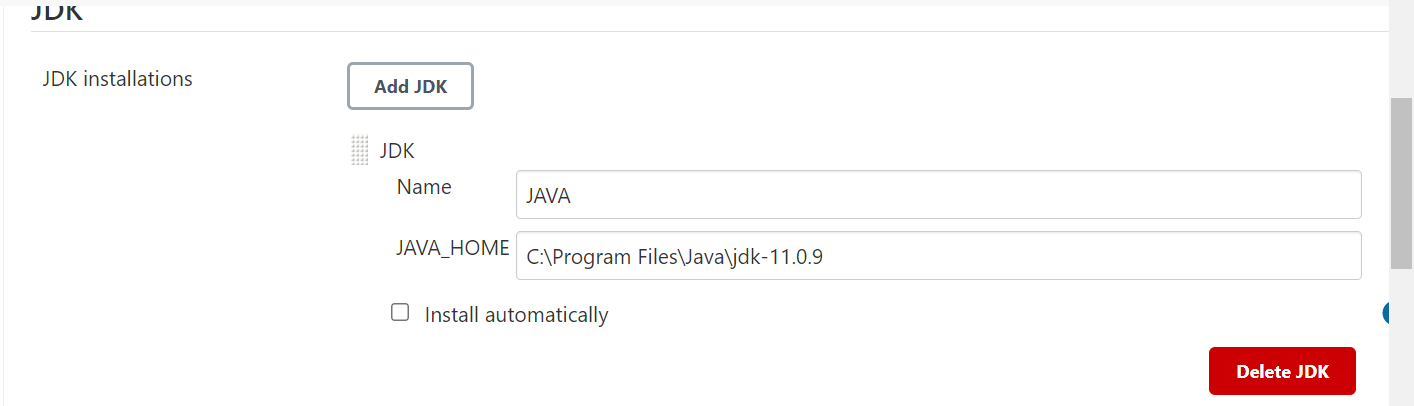 JDK
JDK installations
Add JDK
JDK
Name
JAVA
JAVA_HOME
C:\Program Files\Java\jdk-11.0.9
Install automatically
Delete JDK